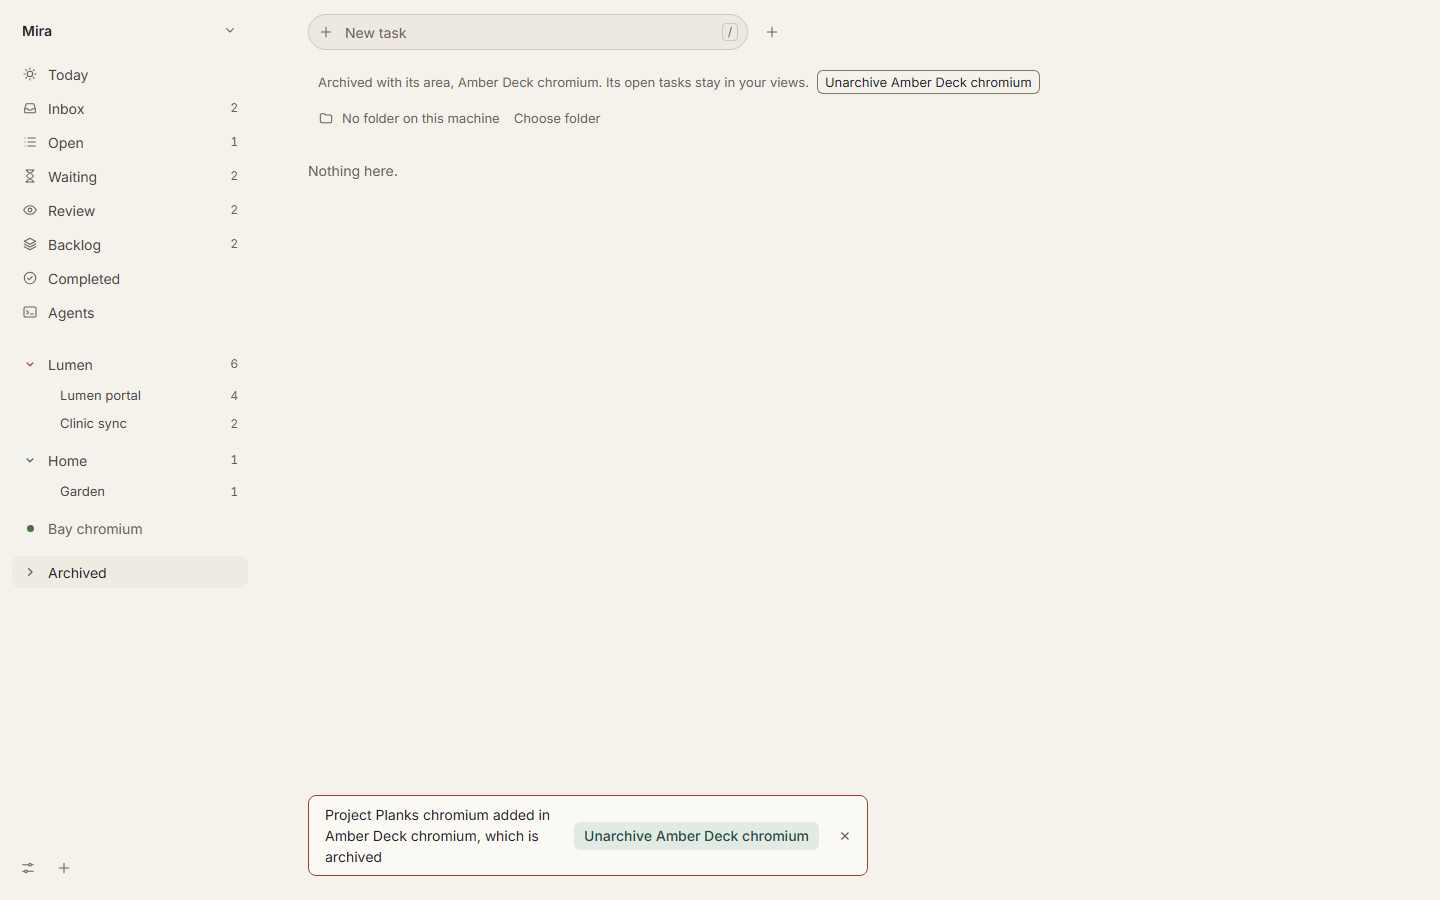 Mira
Today
Inbox 2
Open 1
Waiting 2
Review 2
Backlog 2
Completed
Agents
Lumen 6
Lumen portal 4
Clinic sync 2
Home 1
Garden 1
Bay chromium
Archived
New task /
Archived with its area, Amber Deck chromium. Its open tasks stay in your views. Unarchive Amber Deck chromium
No folder on this machine Choose folder
Nothing here.
Project Planks chromium added in
Amber Deck chromium, which is
archived
Unarchive Amber Deck chromium